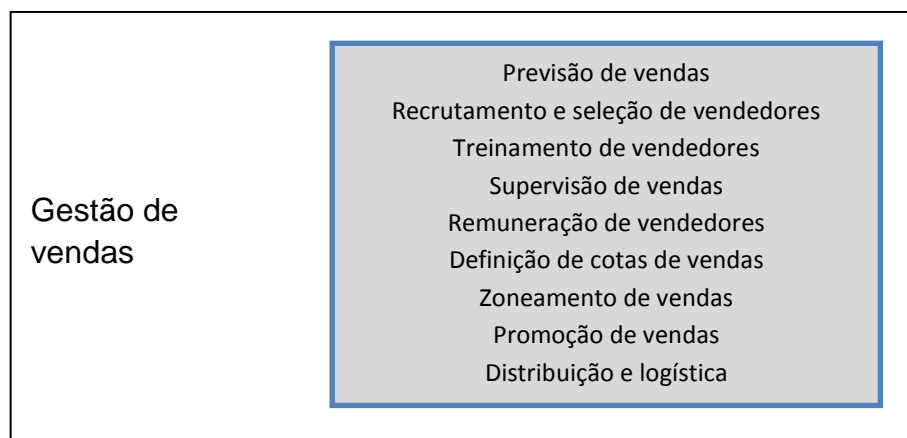 Gestão de
vendas
Previsão de vendas
Recrutamento e seleção de vendedores
Treinamento de vendedores
Supervisão de vendas
Remuneração de vendedores
Definição de cotas de vendas
Zoneamento de vendas
Promoção de vendas
Distribuição e logística